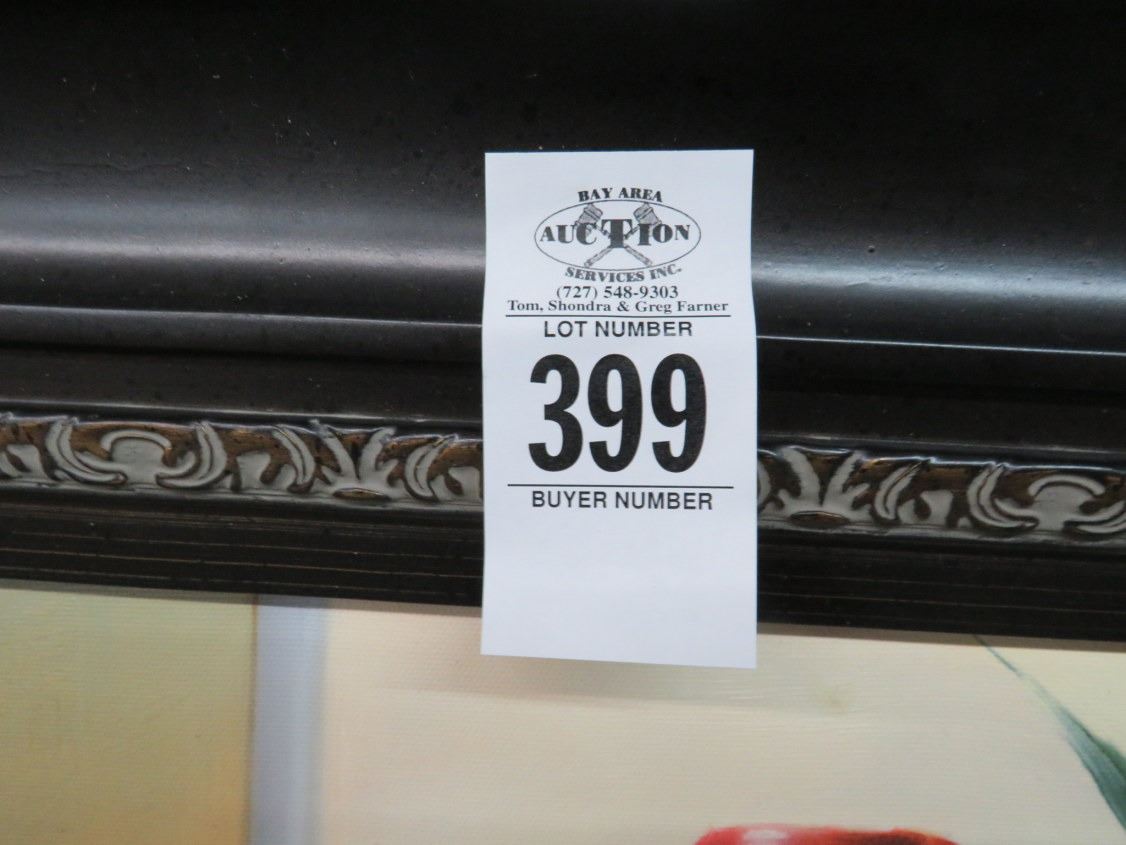 BAY AREA
AUCTION
SERVICES INC.
(727) 548-9303
Tom, Shondra & Greg Farner
LOT NUMBER
399
BUYER NUMBER